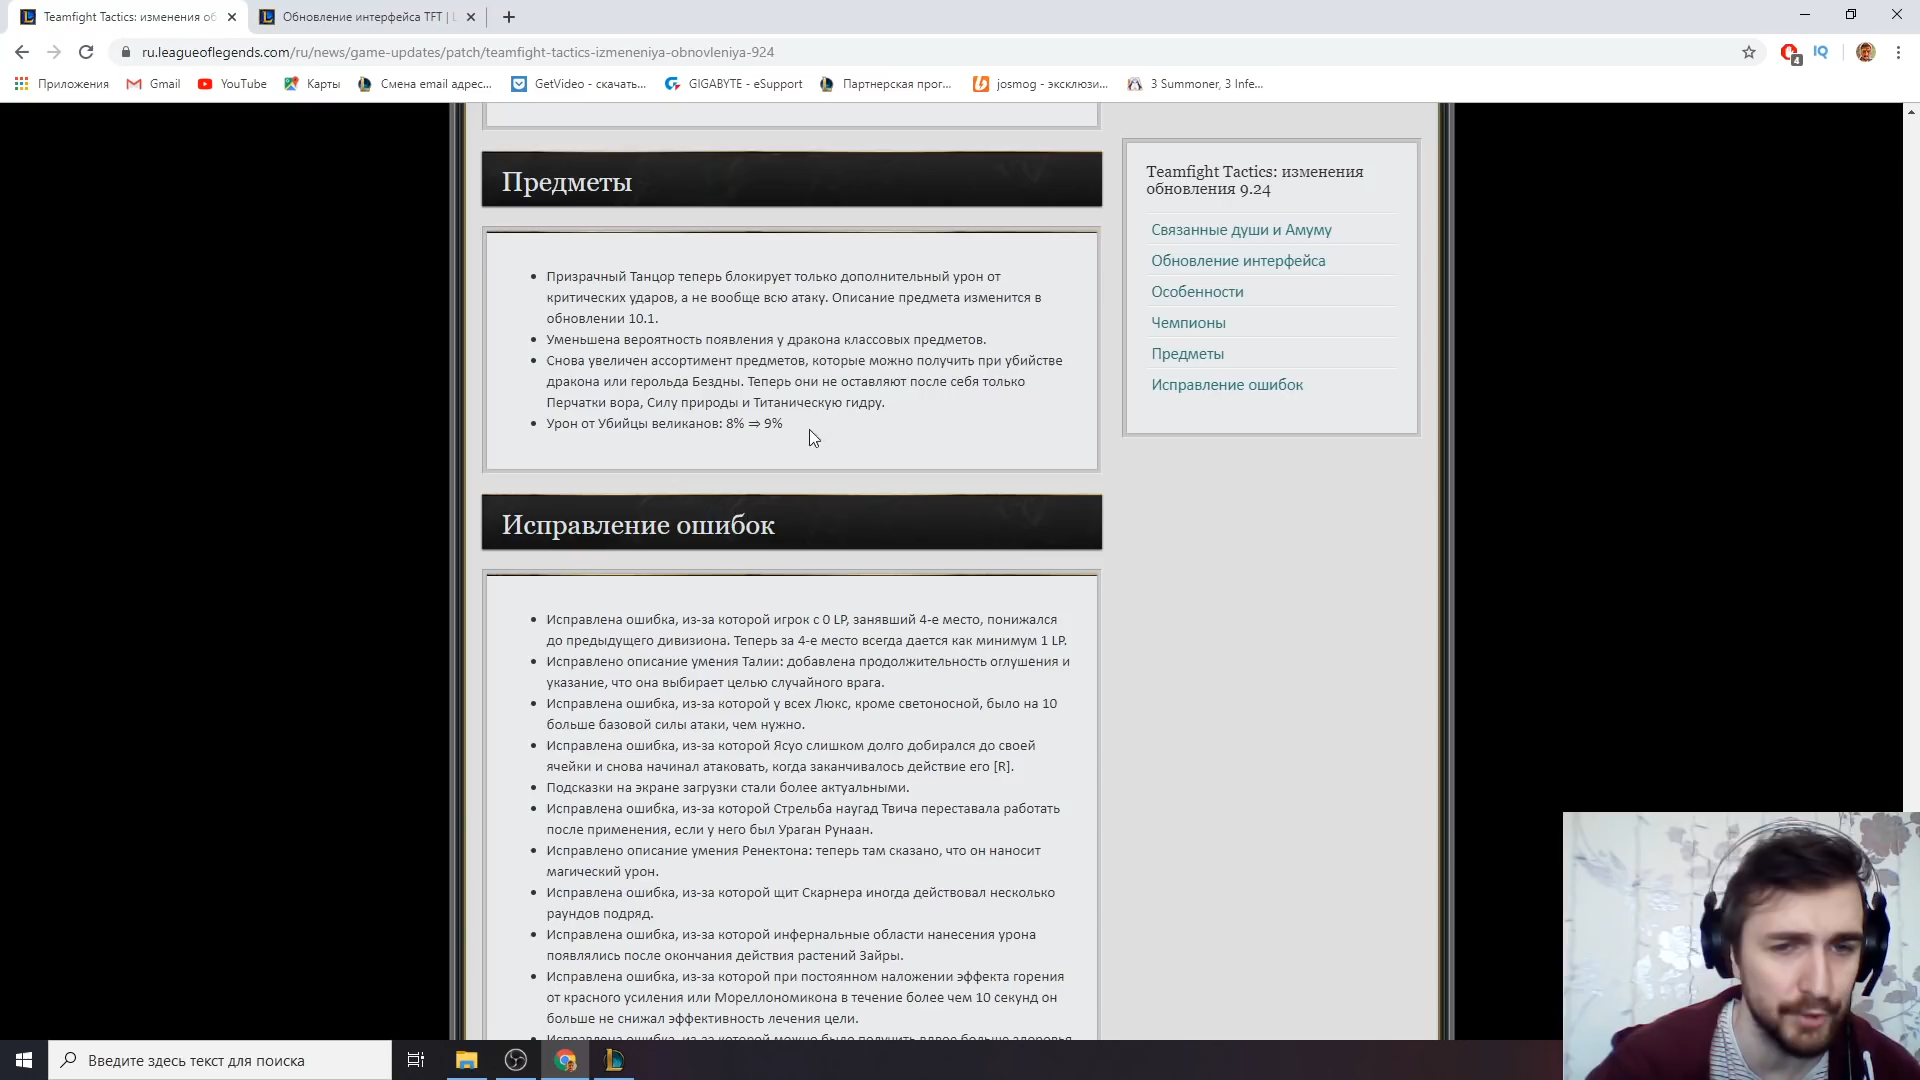 Teamfight Tactics: изменения об
Обновление интерфейса TFT | L
ru.leagueoflegends.com/ru/news/game-updates/patch/teamfight-tactics-izmeneniya-obnovleniya-924
4
IQ
Приложения
Gmail
YouTube
Карты
Смена email адрес...
GetVideo - скачать...
GIGABYTE - eSupport
Партнерская прог...
josmog - эксклюзи...
3 Summoner, 3 Infe...
Предметы
Призрачный Танцор теперь блокирует только дополнительный урон от
критических ударов, а не вообще всю атаку. Описание предмета изменится в
обновлении 10.1.
Уменьшена вероятность появления у дракона классовых предметов.
Снова увеличен ассортимент предметов, которые можно получить при убийстве
дракона или герольда Бездны. Теперь они не оставляют после себя только
Перчатки вора, Силу природы и Титаническую гидру.
Урон от Убийцы великанов: 8% ⇒ 9%
Исправление ошибок
Исправлена ошибка, из-за которой игрок с 0 LP, занявший 4-е место, понижался
до предыдущего дивизиона. Теперь за 4-е место всегда дается как минимум 1 LP.
Исправлено описание умения Талии: добавлена продолжительность оглушения и
указание, что она выбирает целью случайного врага.
Исправлена ошибка, из-за которой у всех Люкс, кроме светоносной, было на 10
больше базовой силы атаки, чем нужно.
Исправлена ошибка, из-за которой Ясуо слишком долго добирался до своей
ячейки и снова начинал атаковать, когда заканчивалось действие его [R].
Подсказки на экране загрузки стали более актуальными.
Исправлена ошибка, из-за которой Стрельба наугад Твича переставала работать
после применения, если у него был Ураган Рунаан.
Исправлено описание умения Ренектона: теперь там сказано, что он наносит
магический урон.
Исправлена ошибка, из-за которой щит Скарнера иногда действовал несколько
раундов подряд.
Исправлена ошибка, из-за которой инфернальные области нанесения урона
появлялись после окончания действия растений Зайры.
Исправлена ошибка, из-за которой при постоянном наложении эффекта горения
от красного усиления или Мореллономикона в течение более чем 10 секунд он
больше не снижал эффективность лечения цели.
Исправлена ошибка, из-за которой можно было получить вдвое больше здоровья
Teamfight Tactics: изменения
обновления 9.24
Связанные души и Амуму
Обновление интерфейса
Особенности
Чемпионы
Предметы
Исправление ошибок
Введите здесь текст для поиска